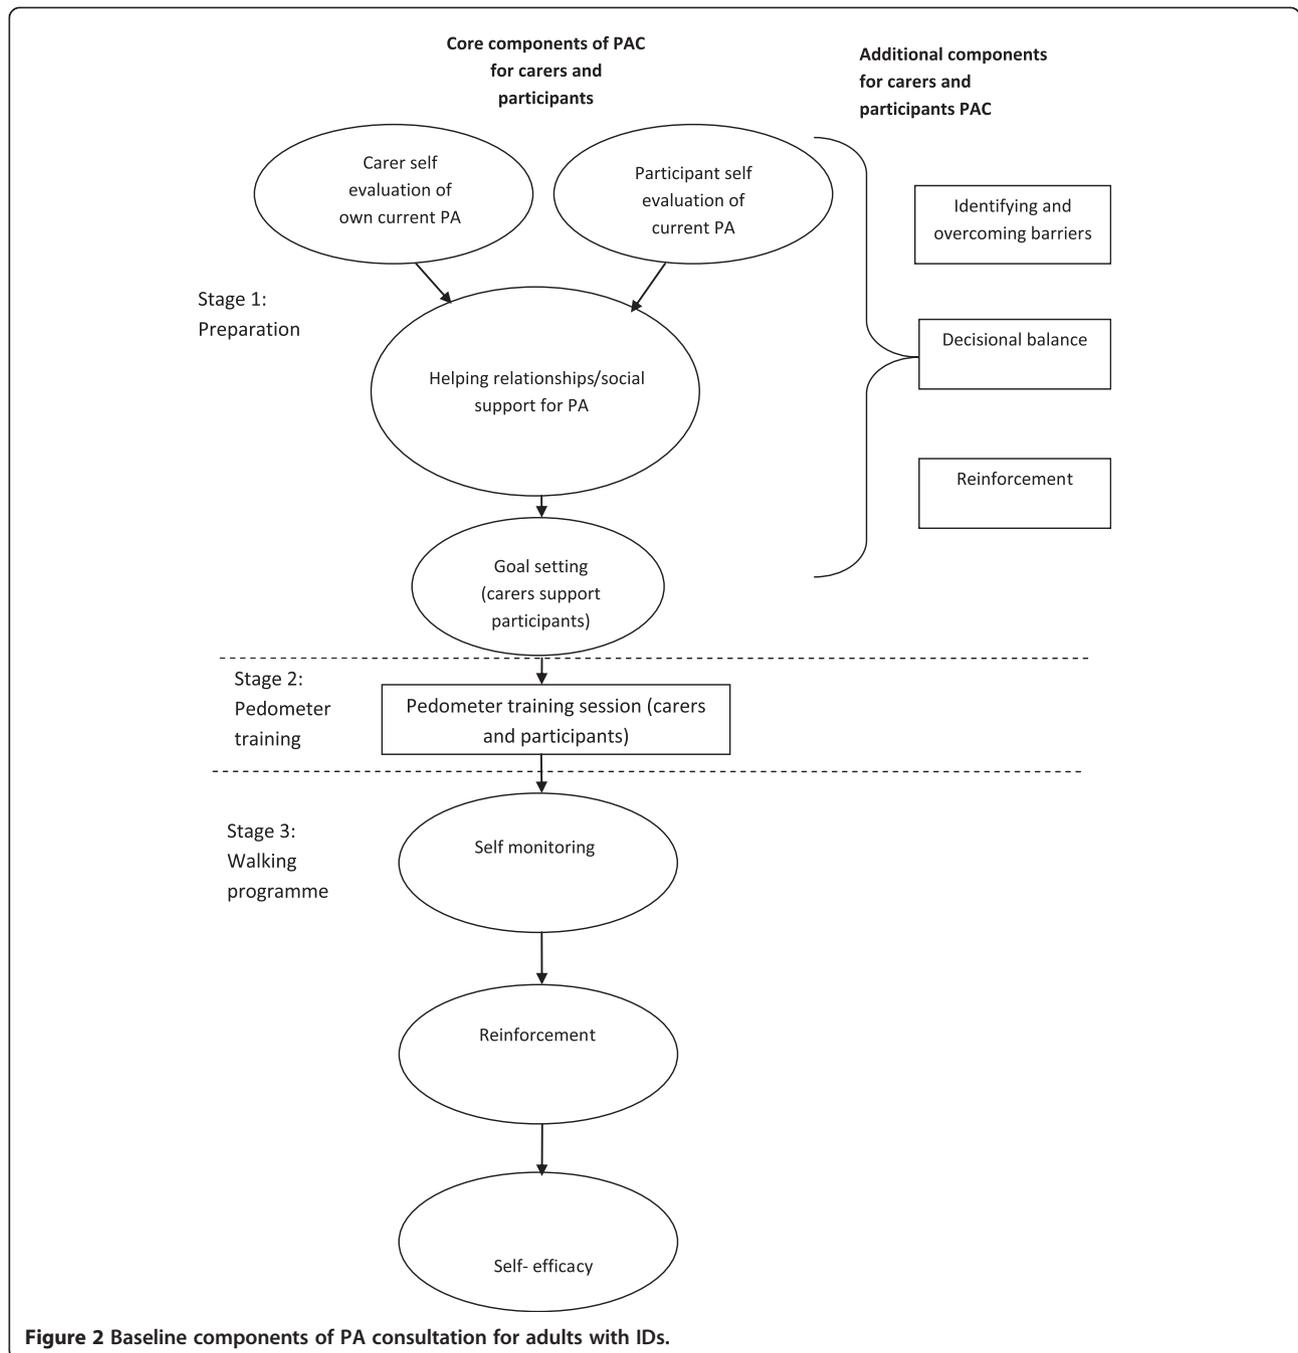 Core components of PAC
for carers and
participants
Additional components
for carers and
participants PAC
Carer self
evaluation of
own current PA
Participant self
evaluation of
current PA
Identifying and
overcoming barriers
Stage 1:
Preparation
Decisional balance
Helping relationships/social
support for PA
Reinforcement
Goal setting
(carers support
participants)
Stage 2:
Pedometer
training
Pedometer training session (carers
and participants)
Stage 3:
Walking
programme
Self monitoring
Reinforcement
Self- efficacy
Figure 2 Baseline components of PA consultation for adults with IDs.